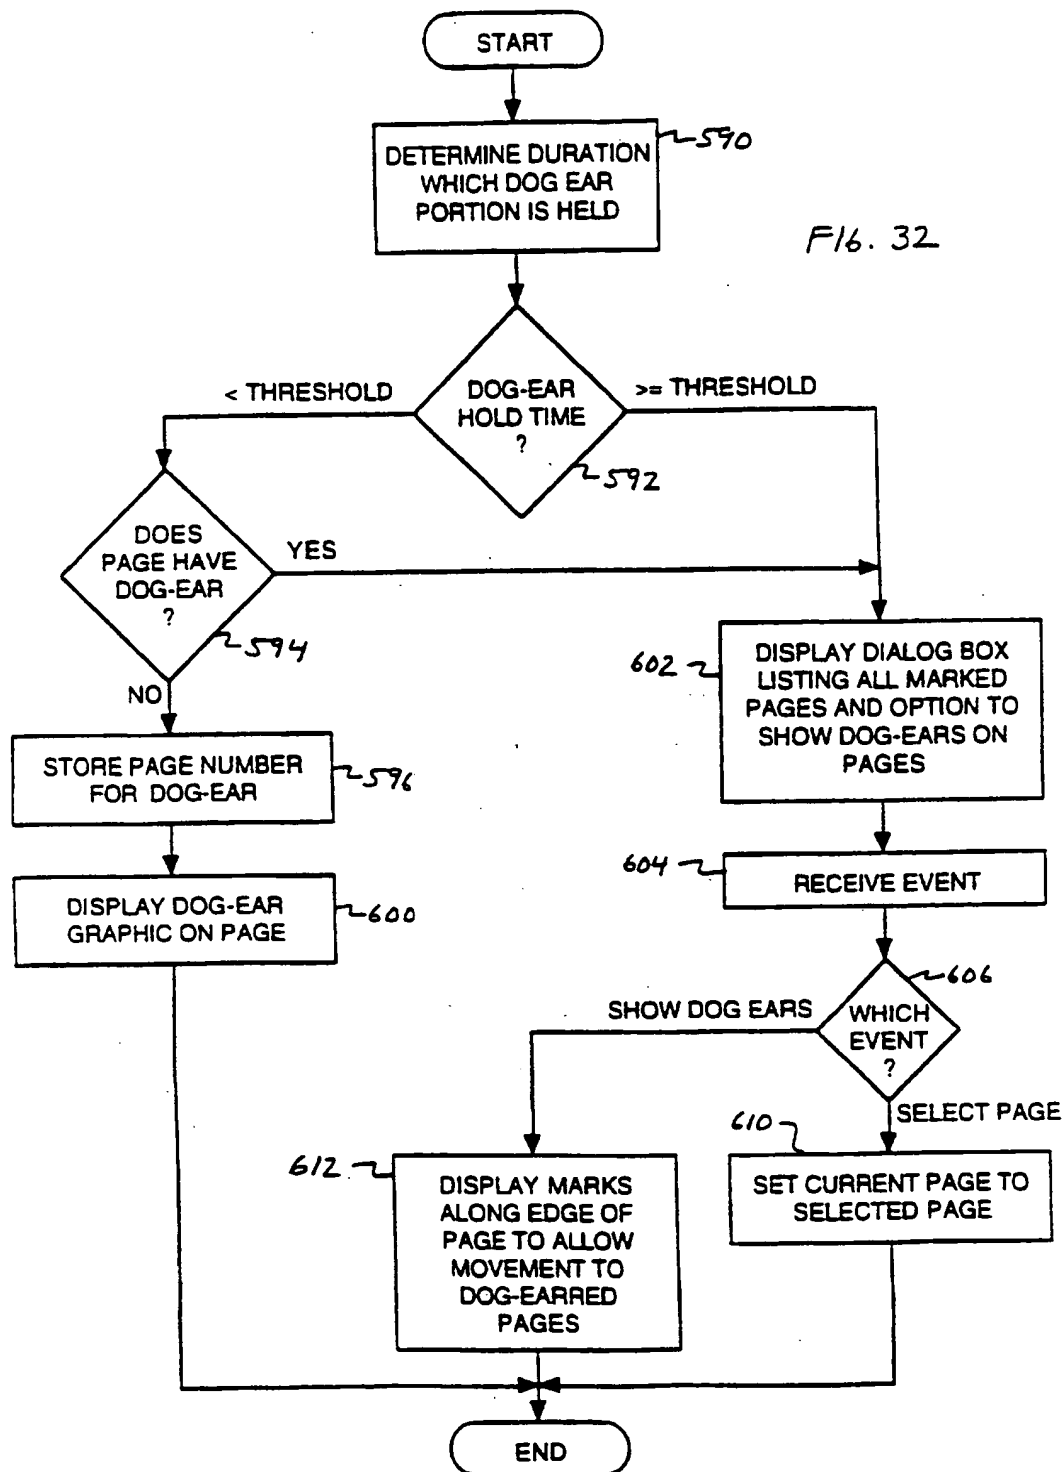 START
DETERMINE DURATION
WHICH DOG EAR
PORTION IS HELD
590
FIG. 32
< THRESHOLD
DOG-EAR
HOLD TIME
?
>= THRESHOLD
592
DOES
PAGE HAVE
DOG-EAR
?
YES
594
NO
602
DISPLAY DIALOG BOX
LISTING ALL MARKED
PAGES AND OPTION TO
SHOW DOG-EARS ON
PAGES
STORE PAGE NUMBER
FOR DOG-EAR
596
604
RECEIVE EVENT
DISPLAY DOG-EAR
GRAPHIC ON PAGE
600
606
SHOW DOG EARS
WHICH
EVENT
?
SELECT PAGE
610
612
DISPLAY MARKS
ALONG EDGE OF
PAGE TO ALLOW
MOVEMENT TO
DOG-EARRED
PAGES
SET CURRENT PAGE TO
SELECTED PAGE
END